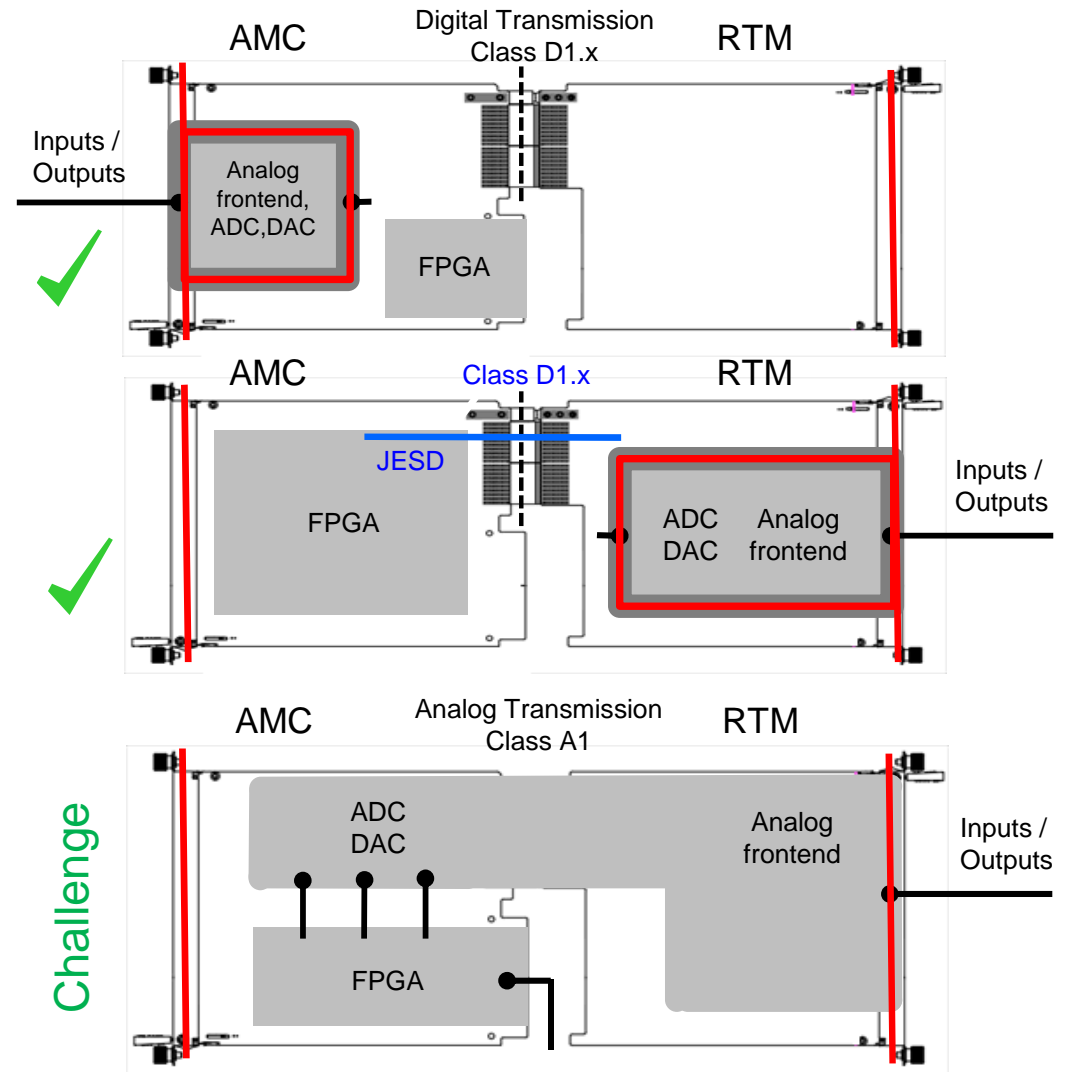 Digital Transmission
AMC
RTM
Class D1.x
Inputs /
Outputs
Analog
frontend,
ADC,DAC
FPGA
AMC
Class D1.x
RTM
JESD
FPGA
ADC
DAC
Analog
frontend
Inputs /
Outputs
AMC
Analog Transmission
Class A1
RTM
Challenge
ADC
DAC
Analog
frontend
Inputs /
Outputs
FPGA